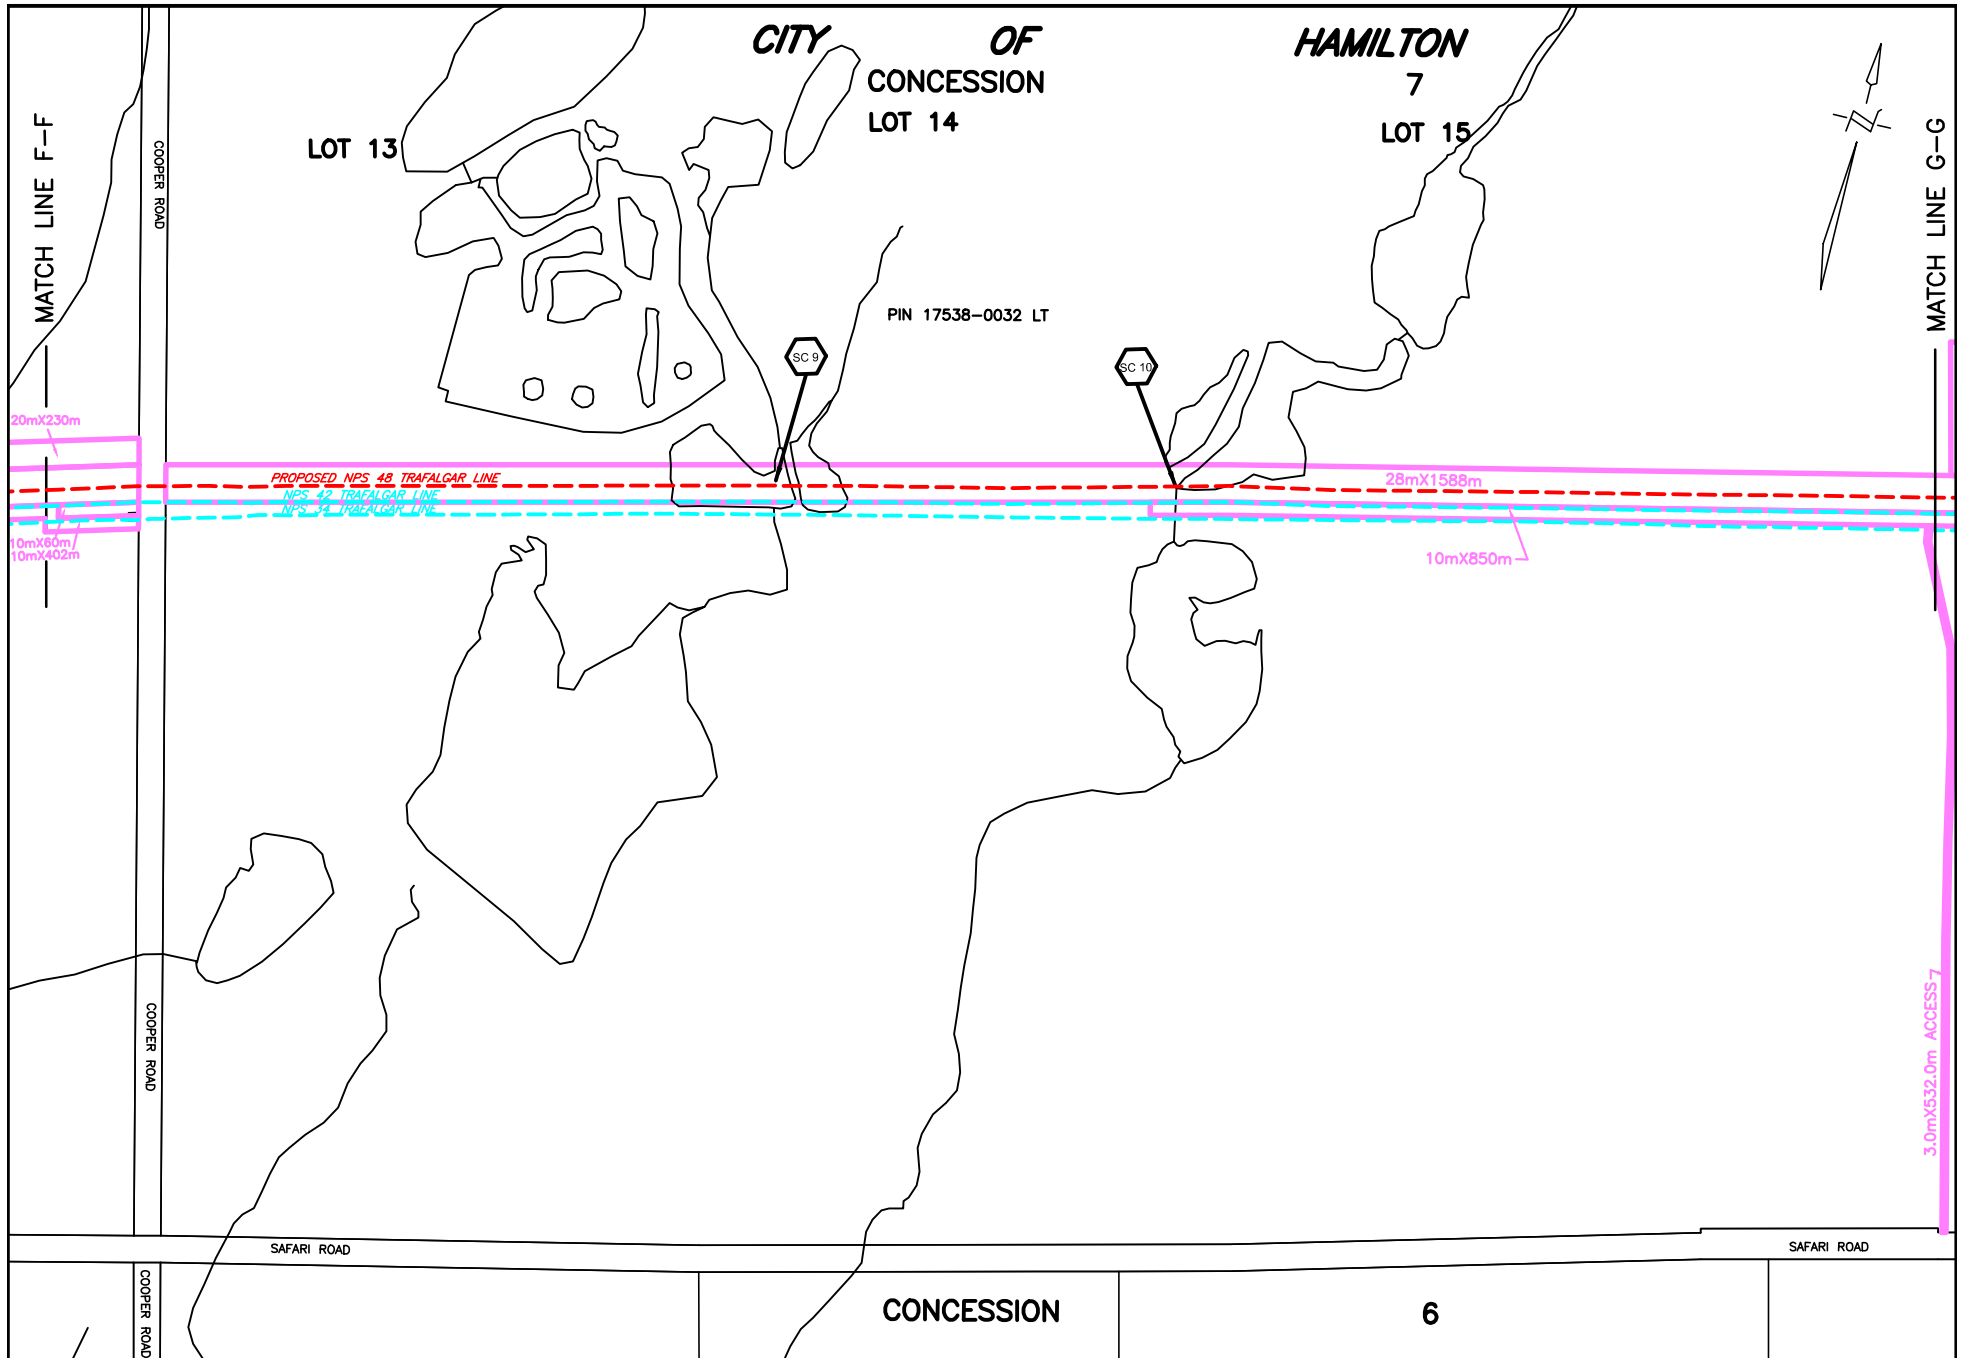 CITY OF HAMILTON
CONCESSION 7
LOT 13
LOT 14
LOT 15
MATCH LINE F-F
COOPER ROAD
MATCH LINE G-G
PIN 17538-0032 LT
SC 9
SC 10
20mX230m
PROPOSED NPS 48 TRAFALGAR LINE
NPS 42 TRAFALGAR LINE
NPS 34 TRAFALGAR LINE
28mX1588m
10mX60m
10mX402m
10mX850m
COOPER ROAD
3.0mX532.0m ACCESS
SAFARI ROAD
SAFARI ROAD
COOPER ROAD
CONCESSION 6